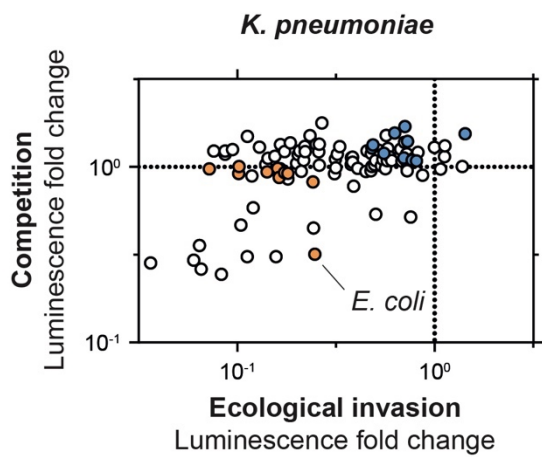 K. pneumoniae
Competition
Luminescence fold change
10⁰
10⁻¹
E. coli
10⁻¹
10⁰
Ecological invasion
Luminescence fold change